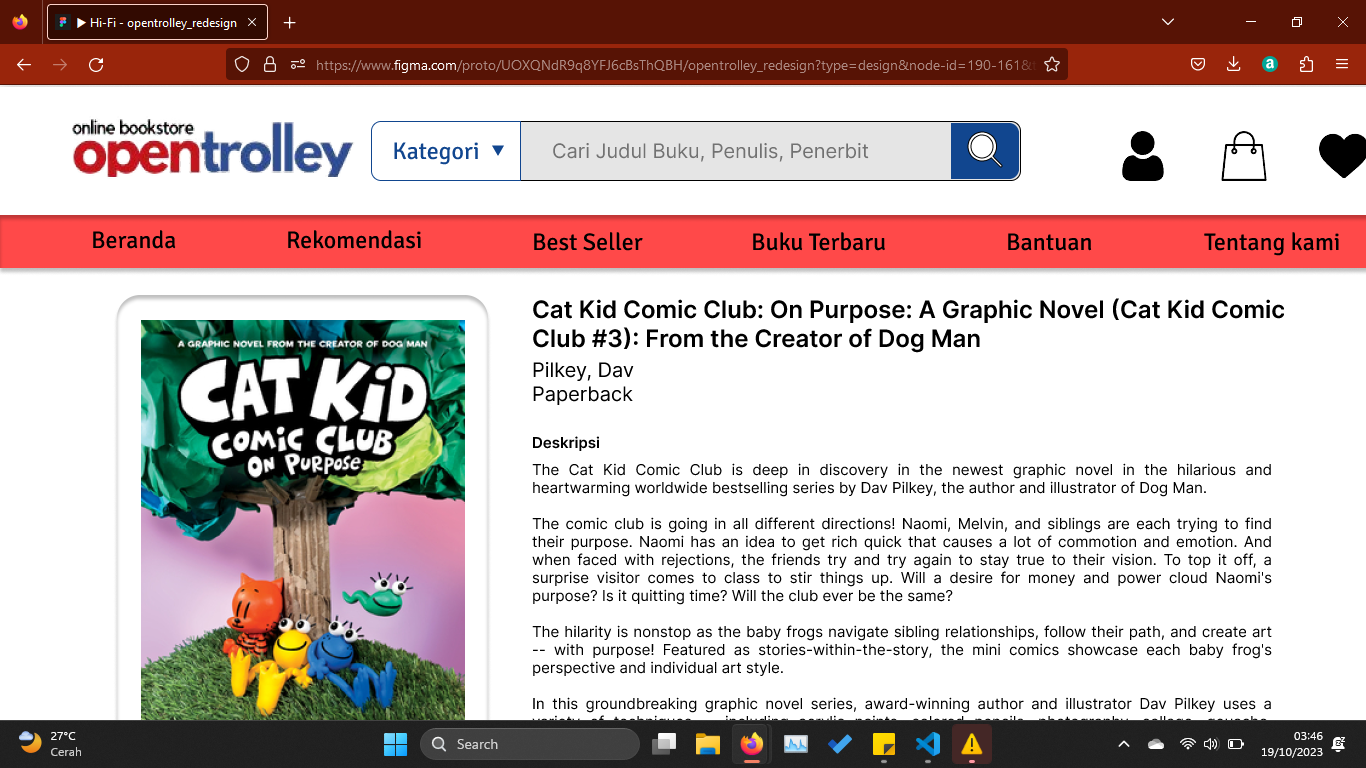 Hi-Fi - opentrolley_redesign
https://www.figma.com/proto/UOXQNdR9q8YFJ6cBsThQBH/opentrolley_redesign?type=design&node-id=190-161&
online bookstore
opentrolley
Kategori
Cari Judul Buku, Penulis, Penerbit
Beranda
Rekomendasi
Best Seller
Buku Terbaru
Bantuan
Tentang kami
A GRAPHIC NOVEL FROM THE CREATOR OF DOG MAN
CAT KID
COMIC CLUB
ON PURPOSE
Cat Kid Comic Club: On Purpose: A Graphic Novel (Cat Kid Comic
Club #3): From the Creator of Dog Man
Pilkey, Dav
Paperback
Deskripsi
The Cat Kid Comic Club is deep in discovery in the newest graphic novel in the hilarious and
heartwarming worldwide bestselling series by Dav Pilkey, the author and illustrator of Dog Man.
The comic club is going in all different directions! Naomi, Melvin, and siblings are each trying to find
their purpose. Naomi has an idea to get rich quick that causes a lot of commotion and emotion. And
when faced with rejections, the friends try and try again to stay true to their vision. To top it off, a
surprise visitor comes to class to stir things up. Will a desire for money and power cloud Naomi's
purpose? Is it quitting time? Will the club ever be the same?
The hilarity is nonstop as the baby frogs navigate sibling relationships, follow their path, and create art
-- with purpose! Featured as stories-within-the-story, the mini comics showcase each baby frog's
perspective and individual art style.
In this groundbreaking graphic novel series, award-winning author and illustrator Dav Pilkey uses a
variety of techniques -- including acrylic paints, colored pencils, photography, collage, gouache,
27°C
Cerah
Search
03:46
19/10/2023